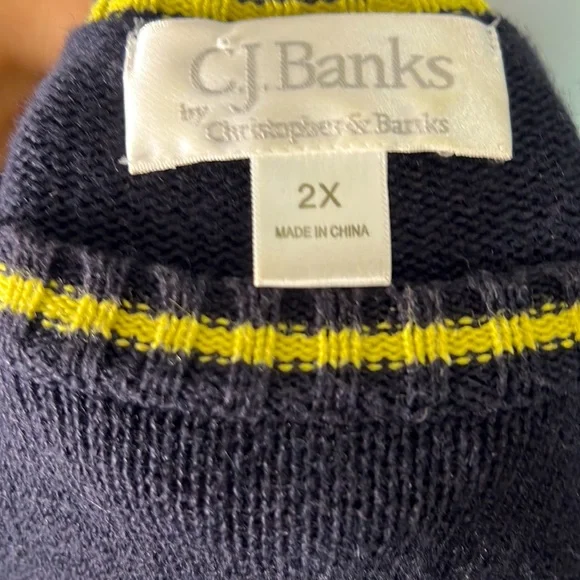 C.J. Banks
by
Christopher & Banks
2X
MADE IN CHINA